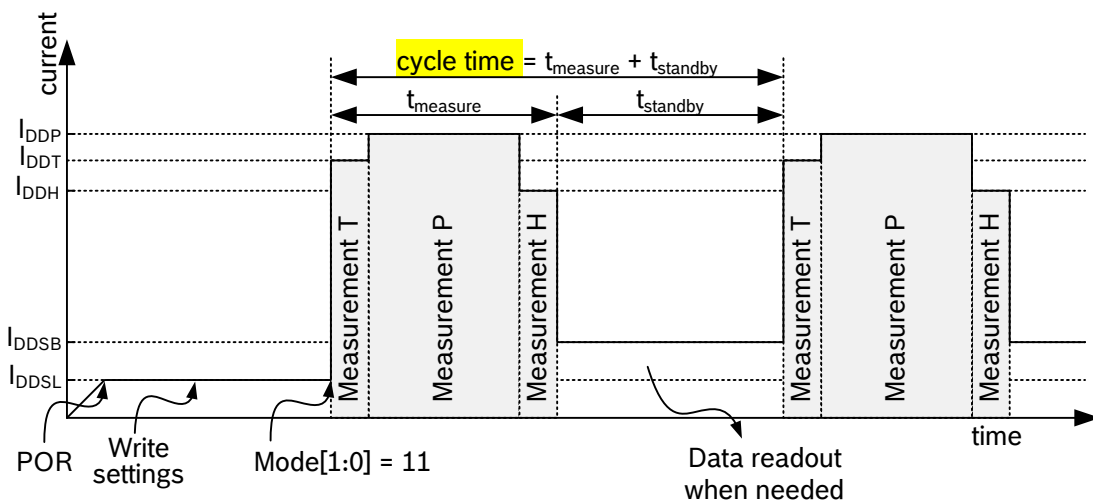 current
cycle time = tmeasure + tstandby
tmeasure
tstandby
IDDP
IDDT
IDDH
IDDSB
IDDSL
Measurement T
Measurement P
Measurement H
Measurement T
Measurement P
Measurement H
time
POR
Write
settings
Mode[1:0] = 11
Data readout
when needed